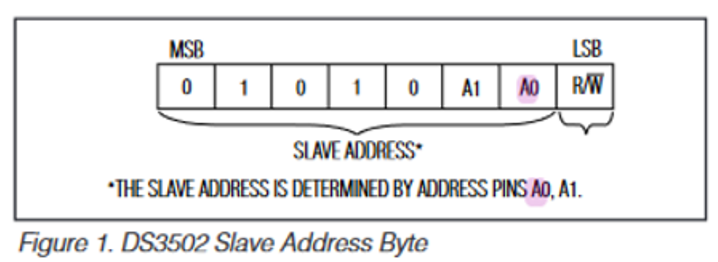 MSB LSB
0 1 0 1 0 A1 A0 R/W̅
SLAVE ADDRESS*
*THE SLAVE ADDRESS IS DETERMINED BY ADDRESS PINS A0, A1.
Figure 1. DS3502 Slave Address Byte